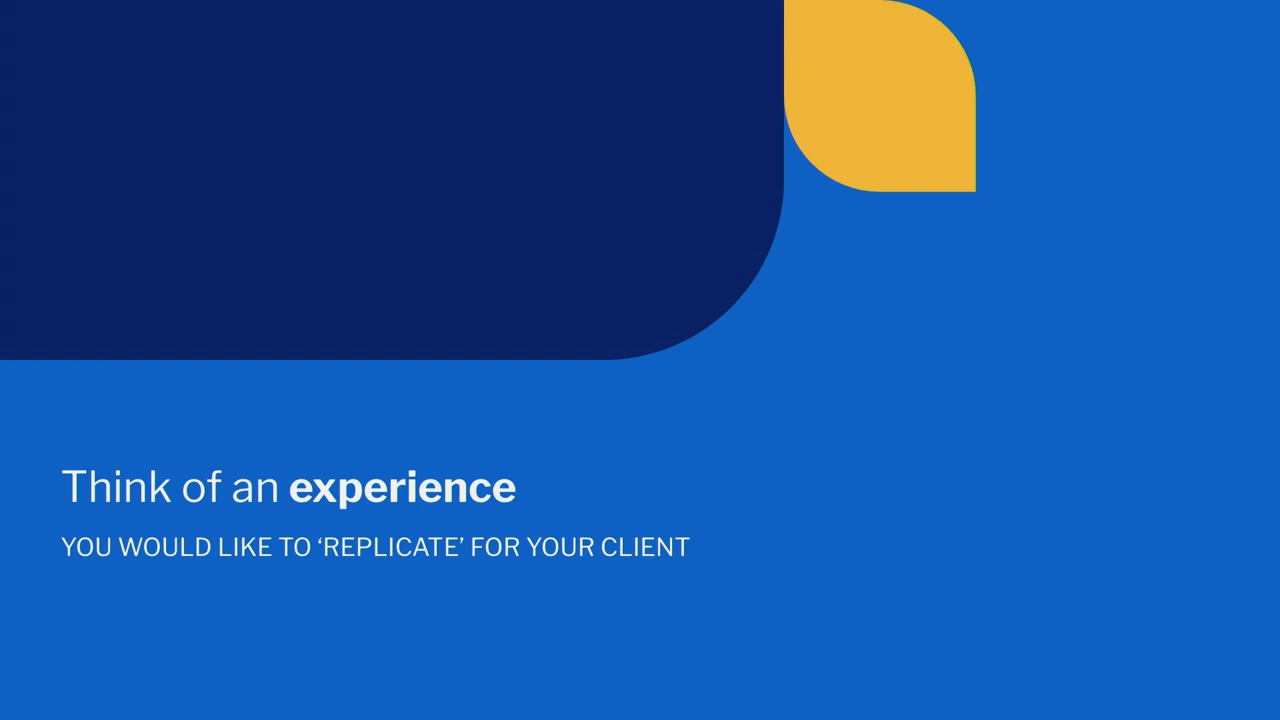 Think of an experience
YOU WOULD LIKE TO ‘REPLICATE’ FOR YOUR CLIENT